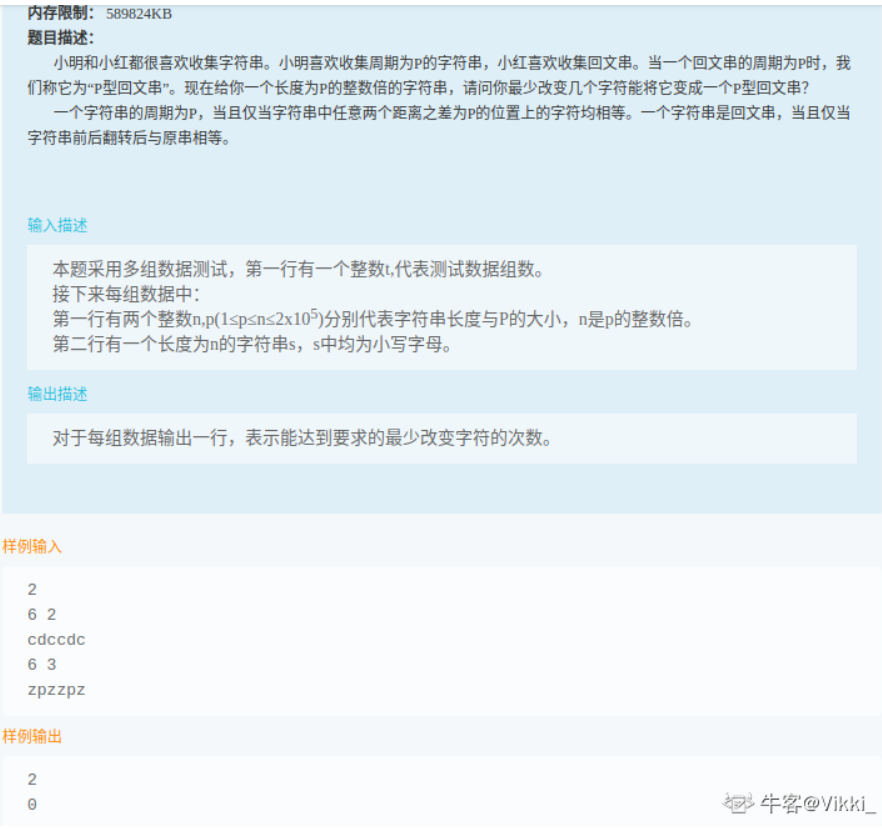 内存限制： 589824KB
题目描述：
小明和小红都很喜欢收集字符串。小明喜欢收集周期为P的字符串，小红喜欢收集回文串。当一个回文串的周期为P时，我
们称它为“P型回文串”。现在给你一个长度为P的整数倍的字符串，请问你最少改变几个字符能将它变成一个P型回文串？
一个字符串的周期为P，当且仅当字符串中任意两个距离之差为P的位置上的字符均相等。一个字符串是回文串，当且仅当
字符串前后翻转后与原串相等。
输入描述
本题采用多组数据测试，第一行有一个整数t,代表测试数据组数。
接下来每组数据中：
第一行有两个整数n,p(1≤p≤n≤2x10⁵)分别代表字符串长度与P的大小，n是p的整数倍。
第二行有一个长度为n的字符串s，s中均为小写字母。
输出描述
对于每组数据输出一行，表示能达到要求的最少改变字符的次数。
样例输入
2
6 2
cdccdc
6 3
zpzzpz
样例输出
2
0
牛客@Vikki_